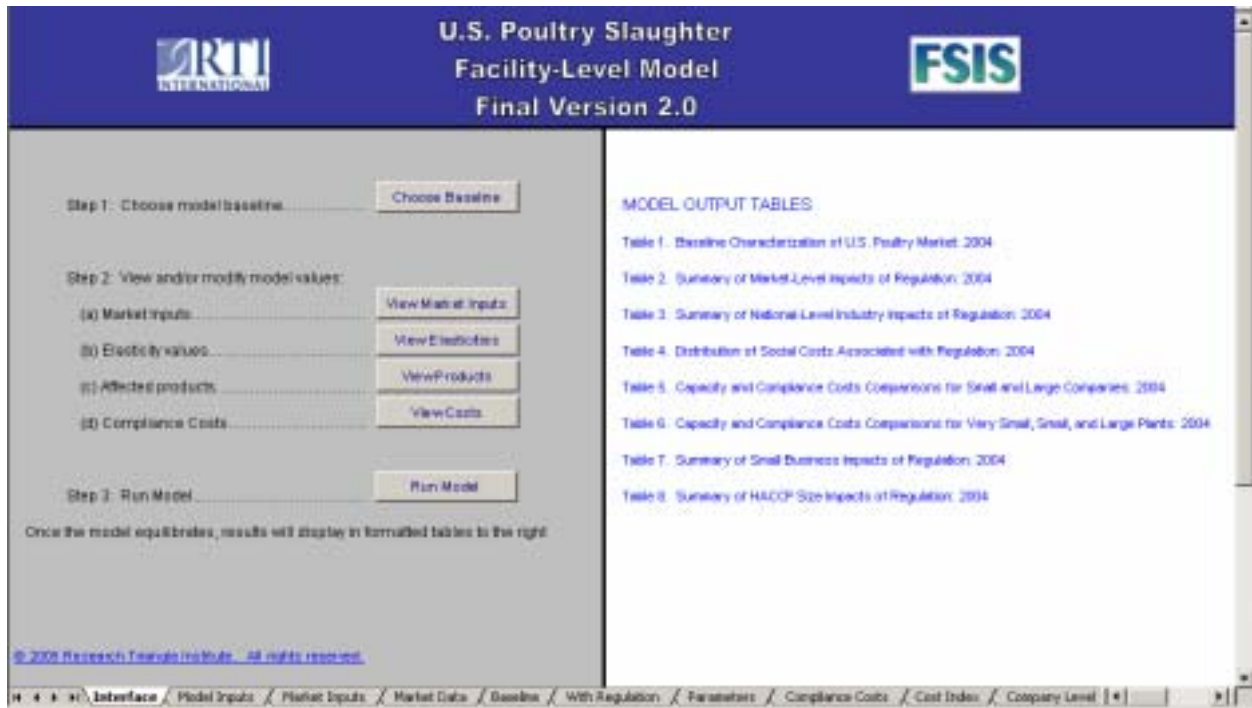 RTI
INTERNATIONAL
U.S. Poultry Slaughter
Facility-Level Model
Final Version 2.0
FSIS
Step 1: Choose model baseline
Choose Baseline
Step 2: View and/or modify model values:
(a) Market Inputs
View Market Inputs
(b) Elasticity values
View Elasticities
(c) Affected products
View Products
(d) Compliance Costs
View Costs
Step 3: Run Model
Run Model
Once the model equilibrates, results will display in formatted tables to the right
© Research Triangle Institute. All rights reserved.
MODEL OUTPUT TABLES
Table 1. Baseline Characterization of U.S. Poultry Market: 2004
Table 2. Summary of Market-Level Impacts of Regulation: 2004
Table 3. Summary of National-Level Industry Impacts of Regulation: 2004
Table 4. Distribution of Social Costs Associated with Regulation: 2004
Table 5. Capacity and Compliance Costs Comparisons for Small and Large Companies: 2004
Table 6. Capacity and Compliance Costs Comparisons for Very Small, Small, and Large Plants: 2004
Table 7. Summary of Small Business Impacts of Regulation: 2004
Table 8. Summary of HACCP Size Impacts of Regulation: 2004
Interface / Model Inputs / Market Inputs / Market Data / Baseline / With Regulation / Parameters / Compliance Costs / Cost Index / Company Level